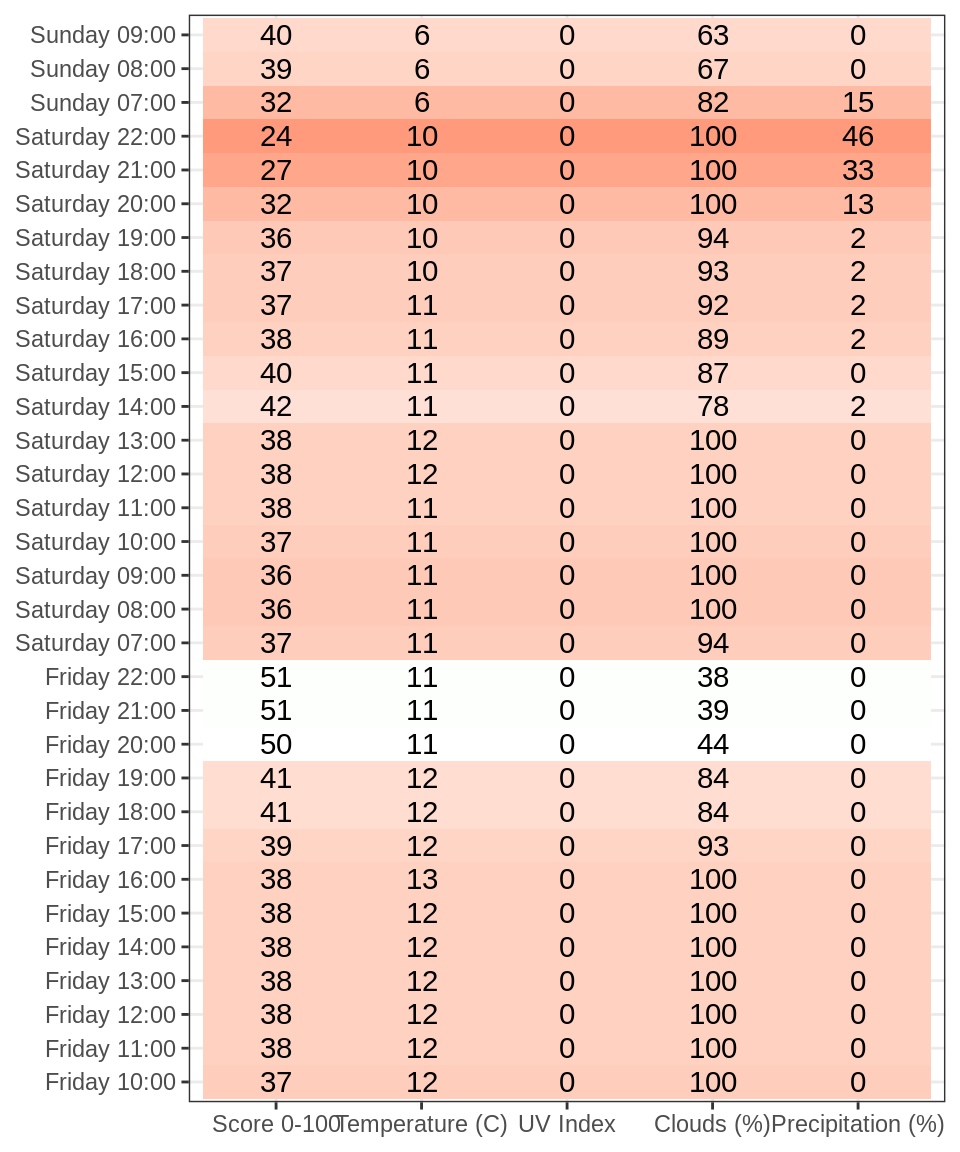 Sunday 09:00 40 6 0 63 0
Sunday 08:00 39 6 0 67 0
Sunday 07:00 32 6 0 82 15
Saturday 22:00 24 10 0 100 46
Saturday 21:00 27 10 0 100 33
Saturday 20:00 32 10 0 100 13
Saturday 19:00 36 10 0 94 2
Saturday 18:00 37 10 0 93 2
Saturday 17:00 37 11 0 92 2
Saturday 16:00 38 11 0 89 2
Saturday 15:00 40 11 0 87 0
Saturday 14:00 42 11 0 78 2
Saturday 13:00 38 12 0 100 0
Saturday 12:00 38 12 0 100 0
Saturday 11:00 38 11 0 100 0
Saturday 10:00 37 11 0 100 0
Saturday 09:00 36 11 0 100 0
Saturday 08:00 36 11 0 100 0
Saturday 07:00 37 11 0 94 0
Friday 22:00 51 11 0 38 0
Friday 21:00 51 11 0 39 0
Friday 20:00 50 11 0 44 0
Friday 19:00 41 12 0 84 0
Friday 18:00 41 12 0 84 0
Friday 17:00 39 12 0 93 0
Friday 16:00 38 13 0 100 0
Friday 15:00 38 12 0 100 0
Friday 14:00 38 12 0 100 0
Friday 13:00 38 12 0 100 0
Friday 12:00 38 12 0 100 0
Friday 11:00 38 12 0 100 0
Friday 10:00 37 12 0 100 0
Score 0-100 Temperature (C) UV Index Clouds (%) Precipitation (%)